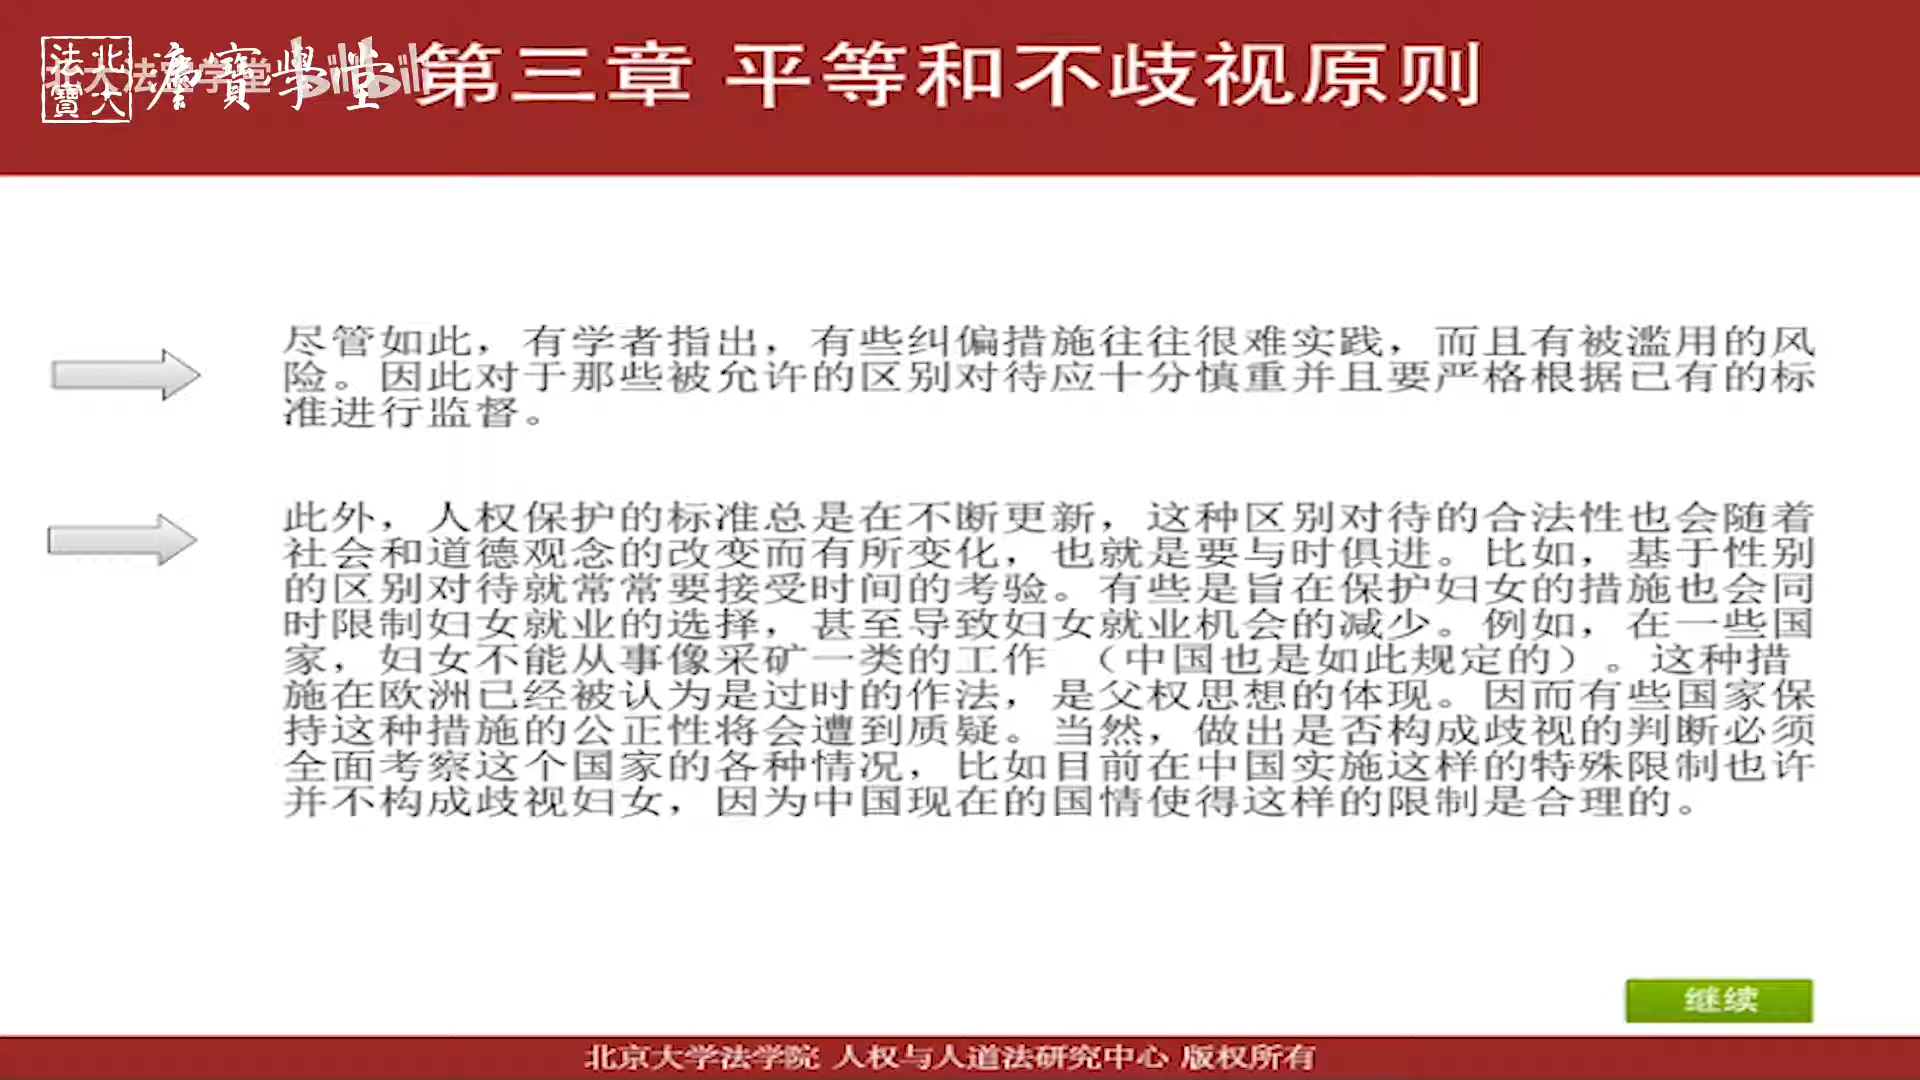 北大法宝学堂 bilibili
法北
寶大
法寶學堂
第三章 平等和不歧视原则
尽管如此，有学者指出，有些纠偏措施往往很难实践，而且有被滥用的风
险。因此对于那些被允许的区别对待应十分慎重并且要严格根据已有的标
准进行监督。
此外，人权保护的标准总是在不断更新，这种区别对待的合法性也会随着
社会和道德观念的改变而有所变化，也就是要与时俱进。比如，基于性别
的区别对待就常常要接受时间的考验。有些是旨在保护妇女的措施也会同
时限制妇女就业的选择，甚至导致妇女就业机会的减少。例如，在一些国
家，妇女不能从事像采矿一类的工作 （中国也是如此规定的）。这种措
施在欧洲已经被认为是过时的作法，是父权思想的体现。因而有些国家保
持这种措施的公正性将会遭到质疑。当然，做出是否构成歧视的判断必须
全面考察这个国家的各种情况，比如目前在中国实施这样的特殊限制也许
并不构成歧视妇女，因为中国现在的国情使得这样的限制是合理的。
继续
北京大学法学院 人权与人道法研究中心 版权所有